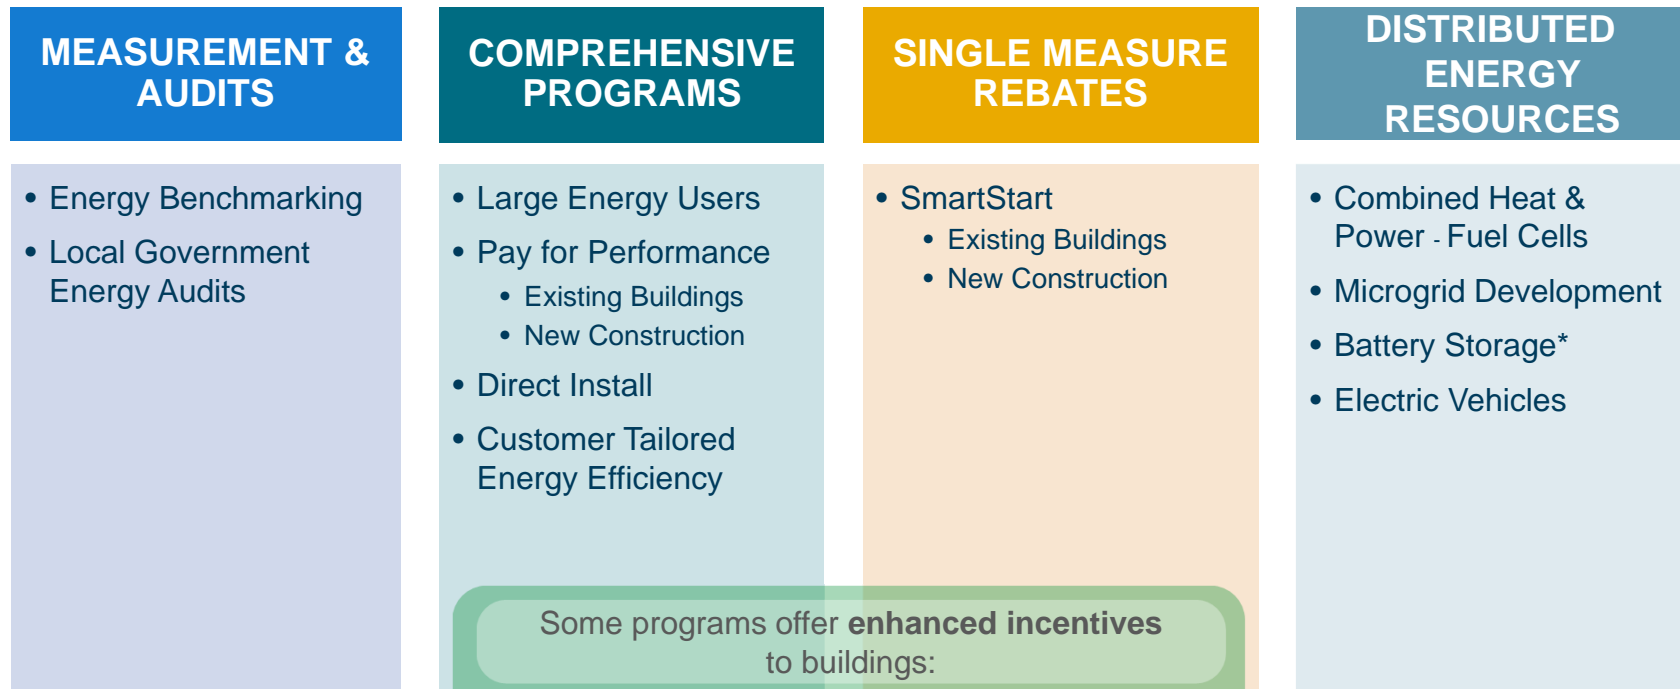 MEASUREMENT &
AUDITS
• Energy Benchmarking
• Local Government
Energy Audits
COMPREHENSIVE
PROGRAMS
• Large Energy Users
• Pay for Performance
• Existing Buildings
• New Construction
• Direct Install
• Customer Tailored
Energy Efficiency
SINGLE MEASURE
REBATES
• SmartStart
• Existing Buildings
• New Construction
DISTRIBUTED
ENERGY
RESOURCES
• Combined Heat &
Power - Fuel Cells
• Microgrid Development
• Battery Storage*
• Electric Vehicles
Some programs offer enhanced incentives
to buildings: